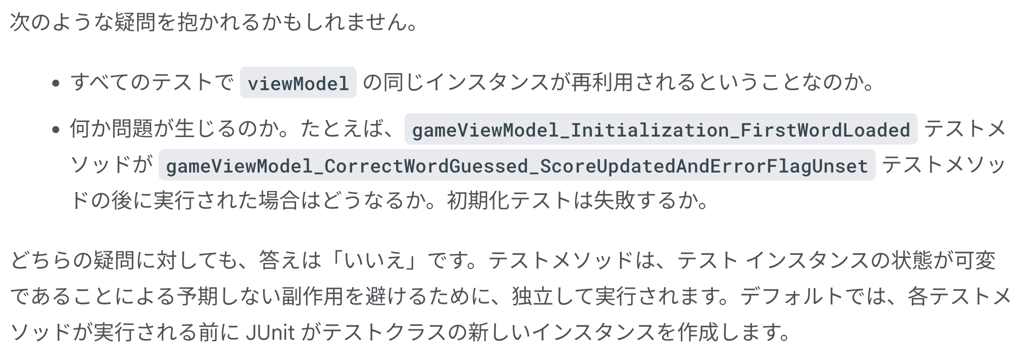 次のような疑問を抱かれるかもしれません。
• すべてのテストで viewModel の同じインスタンスが再利用されるということなのか。
• 何か問題が生じるのか。たとえば、 gameViewModel_Initialization_FirstWordLoaded テストメ
ソッドが gameViewModel_CorrectWordGuessed_ScoreUpdatedAndErrorFlagUnset テストメソッ
ドの後に実行された場合はどうなるか。初期化テストは失敗するか。
どちらの疑問に対しても、答えは「いいえ」です。テストメソッドは、テスト インスタンスの状態が可変
であることによる予期しない副作用を避けるために、独立して実行されます。デフォルトでは、各テストメ
ソッドが実行される前に JUnit がテストクラスの新しいインスタンスを作成します。